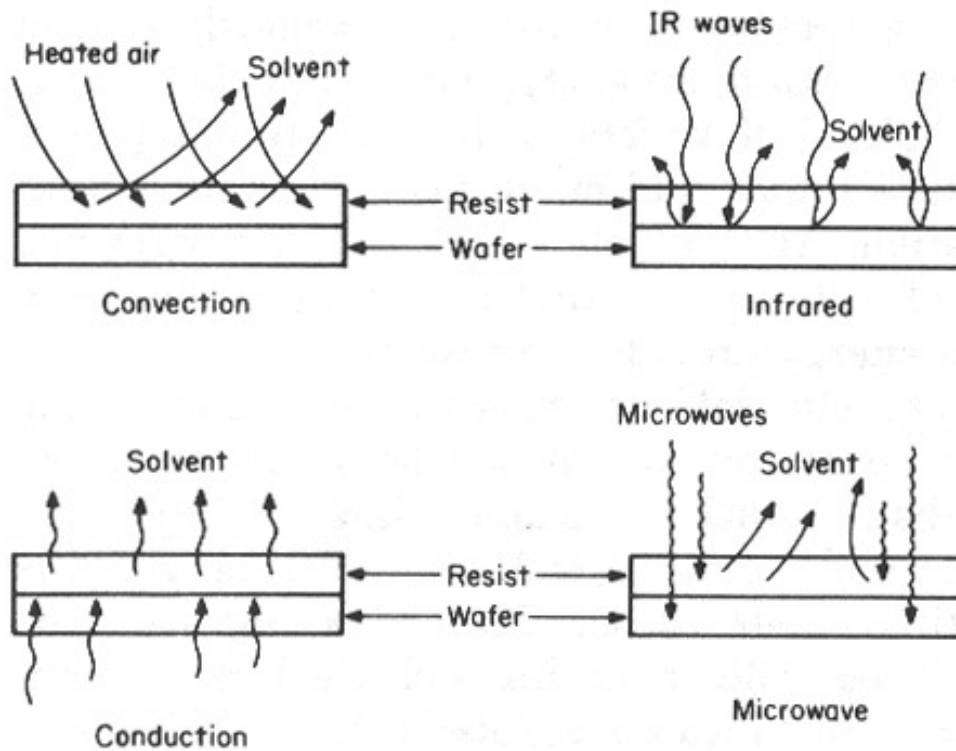 Heated air
Solvent
IR waves
Solvent
Resist
Wafer
Convection
Infrared
Solvent
Microwaves
Solvent
Resist
Wafer
Conduction
Microwave